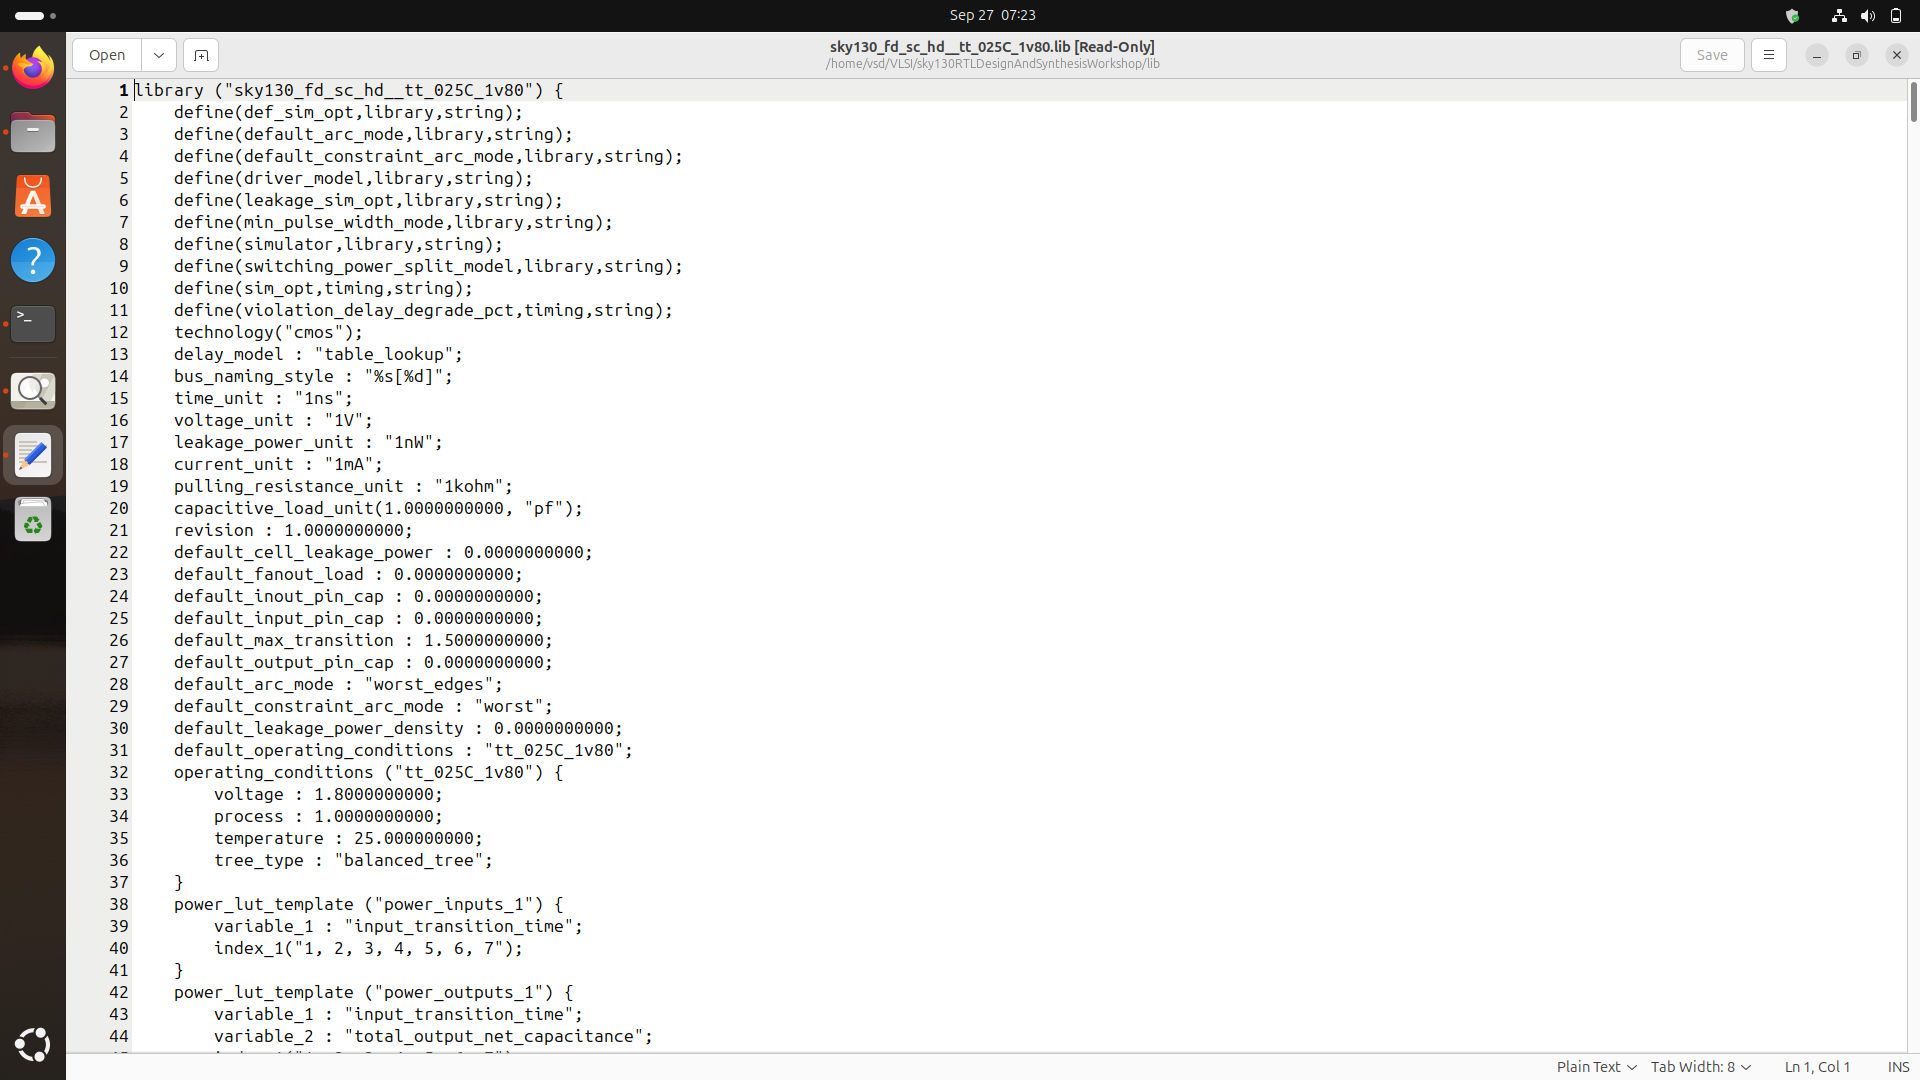 Sep 27 07:23
Open
sky130_fd_sc_hd__tt_025C_1v80.lib [Read-Only]
/home/vsd/VLSI/sky130RTLDesignAndSynthesisWorkshop/lib
Save
1 library ("sky130_fd_sc_hd__tt_025C_1v80") {
2     define(def_sim_opt,library,string);
3     define(default_arc_mode,library,string);
4     define(default_constraint_arc_mode,library,string);
5     define(driver_model,library,string);
6     define(leakage_sim_opt,library,string);
7     define(min_pulse_width_mode,library,string);
8     define(simulator,library,string);
9     define(switching_power_split_model,library,string);
10     define(sim_opt,timing,string);
11     define(violation_delay_degrade_pct,timing,string);
12     technology("cmos");
13     delay_model : "table_lookup";
14     bus_naming_style : "%s[%d]";
15     time_unit : "1ns";
16     voltage_unit : "1V";
17     leakage_power_unit : "1nW";
18     current_unit : "1mA";
19     pulling_resistance_unit : "1kohm";
20     capacitive_load_unit(1.0000000000, "pf");
21     revision : 1.0000000000;
22     default_cell_leakage_power : 0.0000000000;
23     default_fanout_load : 0.0000000000;
24     default_inout_pin_cap : 0.0000000000;
25     default_input_pin_cap : 0.0000000000;
26     default_max_transition : 1.5000000000;
27     default_output_pin_cap : 0.0000000000;
28     default_arc_mode : "worst_edges";
29     default_constraint_arc_mode : "worst";
30     default_leakage_power_density : 0.0000000000;
31     default_operating_conditions : "tt_025C_1v80";
32     operating_conditions ("tt_025C_1v80") {
33         voltage : 1.8000000000;
34         process : 1.0000000000;
35         temperature : 25.000000000;
36         tree_type : "balanced_tree";
37     }
38     power_lut_template ("power_inputs_1") {
39         variable_1 : "input_transition_time";
40         index_1("1, 2, 3, 4, 5, 6, 7");
41     }
42     power_lut_template ("power_outputs_1") {
43         variable_1 : "input_transition_time";
44         variable_2 : "total_output_net_capacitance";
Plain Text
Tab Width: 8
Ln 1, Col 1
INS